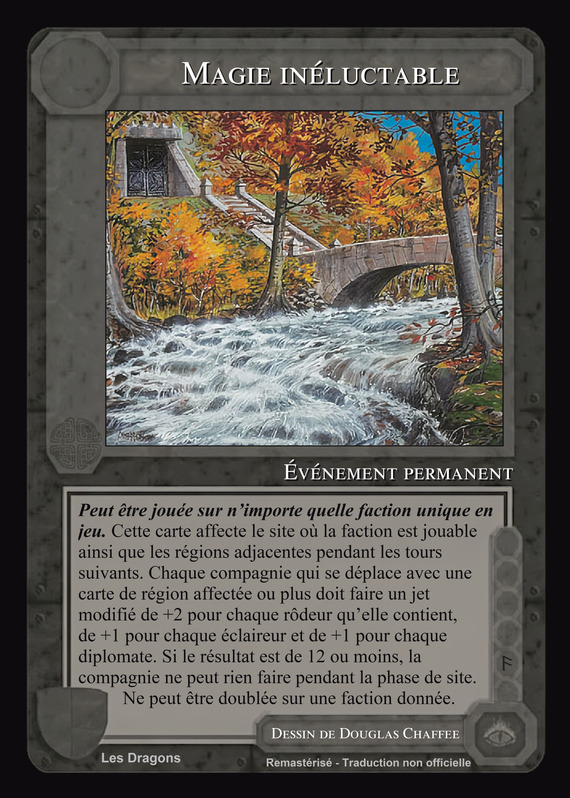 Magie inéluctable
Événement permanent
Peut être jouée sur n’importe quelle faction unique en
jeu. Cette carte affecte le site où la faction est jouable
ainsi que les régions adjacentes pendant les tours
suivants. Chaque compagnie qui se déplace avec une
carte de région affectée ou plus doit faire un jet
modifié de +2 pour chaque rôdeur qu’elle contient,
de +1 pour chaque éclaireur et de +1 pour chaque
diplomate. Si le résultat est de 12 ou moins, la
compagnie ne peut rien faire pendant la phase de site.
Ne peut être doublée sur une faction donnée.
Dessin de Douglas Chaffee
Les Dragons
Remastérisé - Traduction non officielle